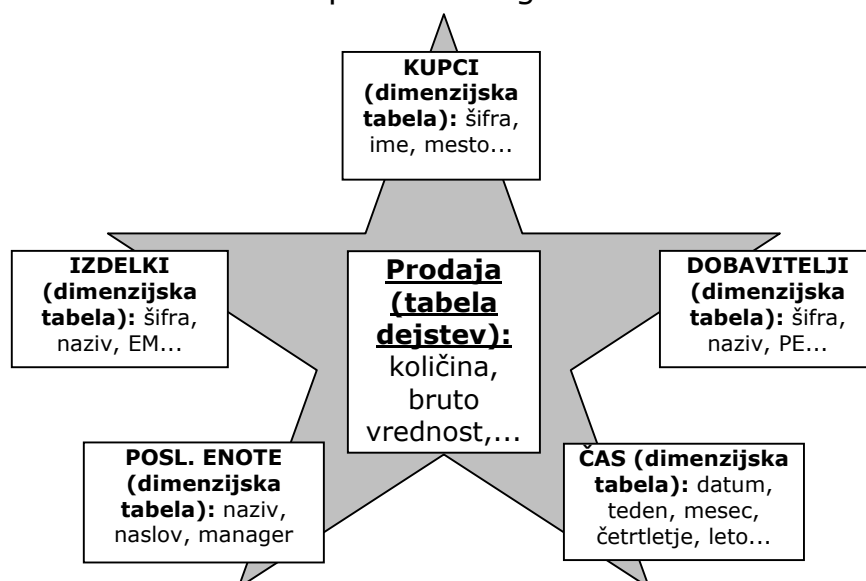 KUPCI
(dimenzijska
tabela): šifra,
ime, mesto...
IZDELKI
(dimenzijska
tabela): šifra,
naziv, EM...
Prodaja
(tabela
dejstev):
količina,
bruto
vrednost,...
DOBAVITELJI
(dimenzijska
tabela): šifra,
naziv, PE...
POSL. ENOTE
(dimenzijska
tabela): naziv,
naslov, manager
ČAS (dimenzijska
tabela): datum,
teden, mesec,
četrtletje, leto...